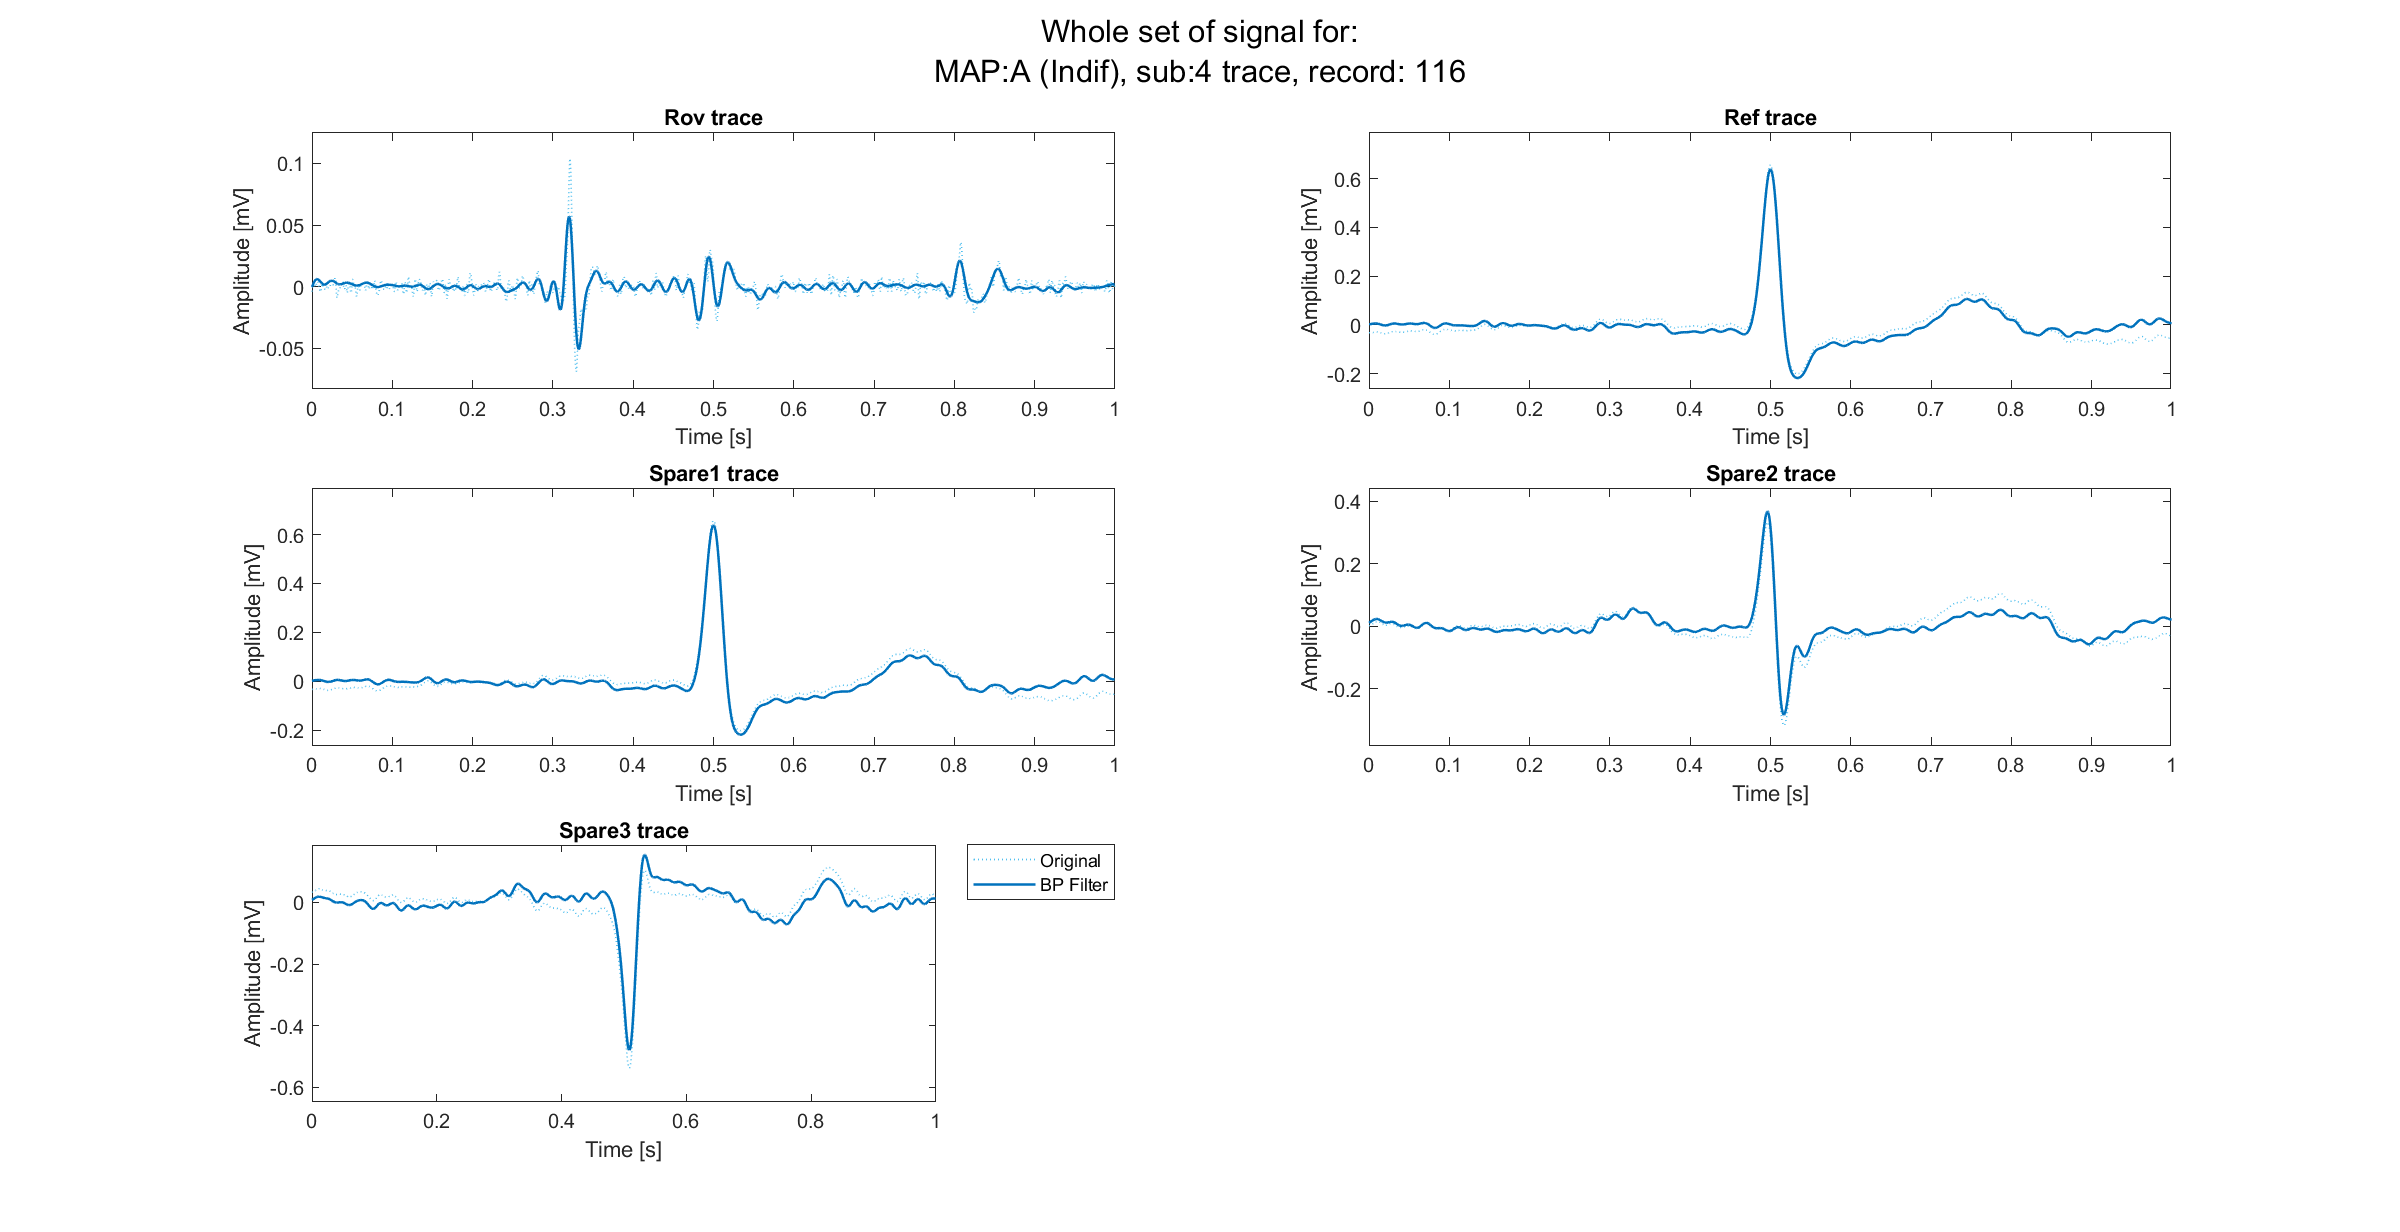 Whole set of signal for:
MAP:A (Indif), sub:4 trace, record: 116
Rov trace
Amplitude [mV]
0.1
0.05
0
-0.05
0 0.1 0.2 0.3 0.4 0.5 0.6 0.7 0.8 0.9 1
Time [s]
Ref trace
Amplitude [mV]
0.6
0.4
0.2
0
-0.2
0 0.1 0.2 0.3 0.4 0.5 0.6 0.7 0.8 0.9 1
Time [s]
Spare1 trace
Amplitude [mV]
0.6
0.4
0.2
0
-0.2
0 0.1 0.2 0.3 0.4 0.5 0.6 0.7 0.8 0.9 1
Time [s]
Spare2 trace
Amplitude [mV]
0.4
0.2
0
-0.2
0 0.1 0.2 0.3 0.4 0.5 0.6 0.7 0.8 0.9 1
Time [s]
Spare3 trace
Amplitude [mV]
0
-0.2
-0.4
-0.6
0 0.2 0.4 0.6 0.8 1
Time [s]
Original
BP Filter